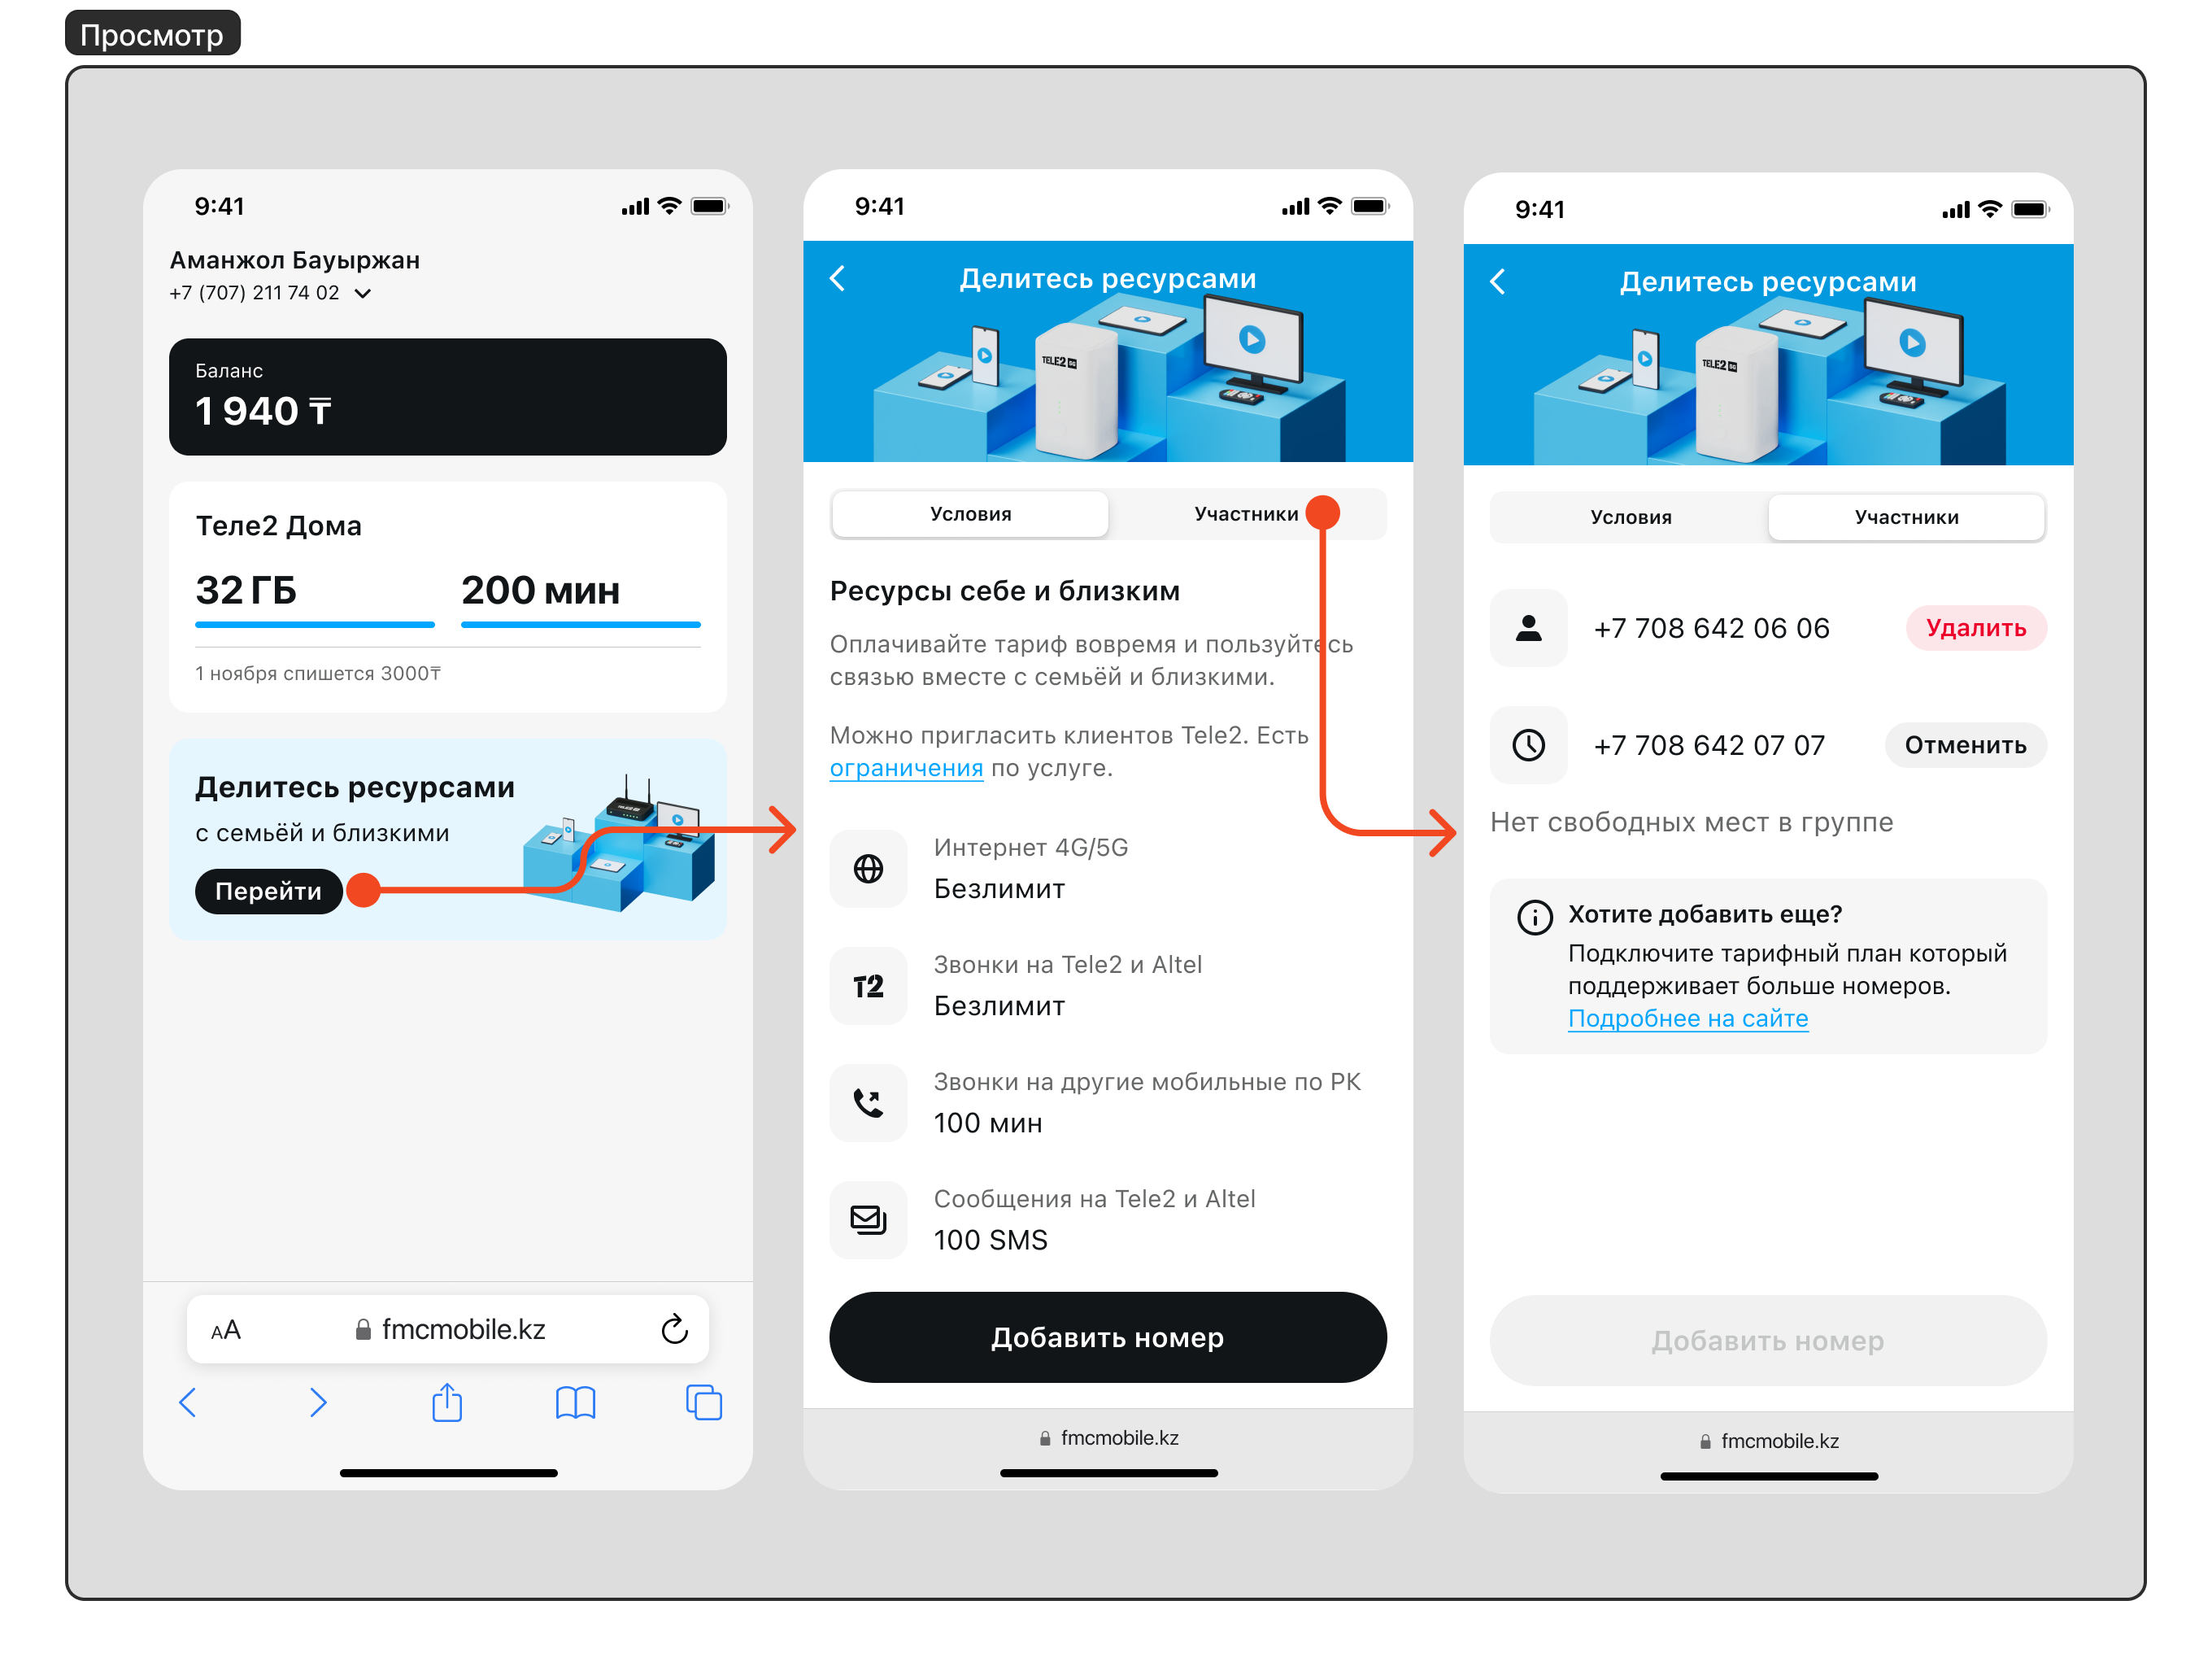 Просмотр
9:41
Аманжол Бауыржан
+7 (707) 211 74 02
Баланс
1 940 ₸
Теле2 Дома
32 ГБ
200 мин
1 ноября спишется 3000₸
Делитесь ресурсами
с семьёй и близкими
Перейти
AA
fmcmobile.kz
9:41
Делитесь ресурсами
TELE2 5G
Условия
Участники
Ресурсы себе и близким
Оплачивайте тариф вовремя и пользуйтесь
связью вместе с семьёй и близкими.
Можно пригласить клиентов Tele2. Есть
ограничения по услуге.
Интернет 4G/5G
Безлимит
T2
Звонки на Tele2 и Altel
Безлимит
Звонки на другие мобильные по РК
100 мин
Сообщения на Tele2 и Altel
100 SMS
Добавить номер
fmcmobile.kz
9:41
Делитесь ресурсами
TELE2 5G
Условия
Участники
+7 708 642 06 06
Удалить
+7 708 642 07 07
Отменить
Нет свободных мест в группе
Хотите добавить еще?
Подключите тарифный план который
поддерживает больше номеров.
Подробнее на сайте
Добавить номер
fmcmobile.kz